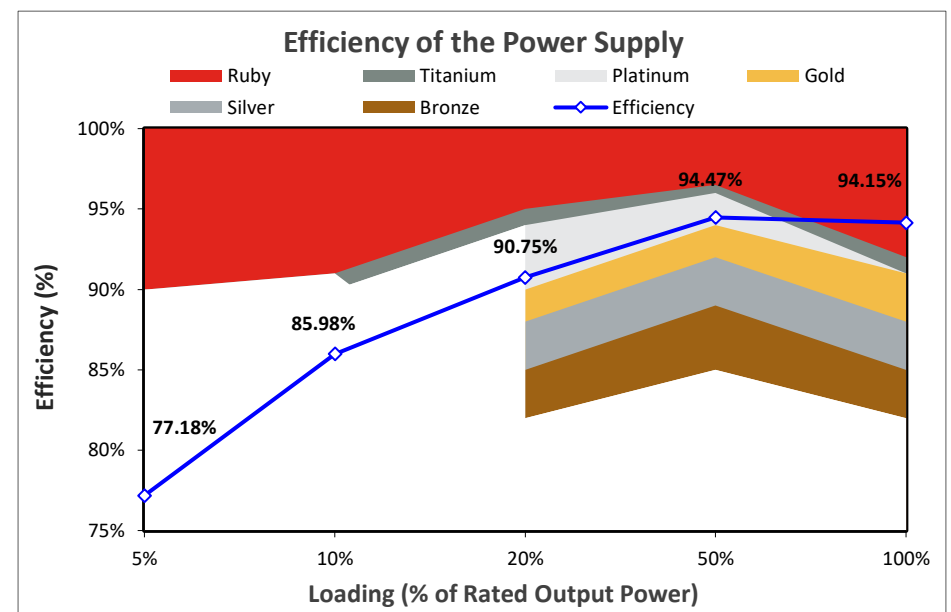 Efficiency of the Power Supply
Ruby Titanium Platinum Gold
Silver Bronze Efficiency
100%
95%
90%
85%
80%
75%
Efficiency (%)
77.18%
85.98%
90.75%
94.47%
94.15%
5% 10% 20% 50% 100%
Loading (% of Rated Output Power)